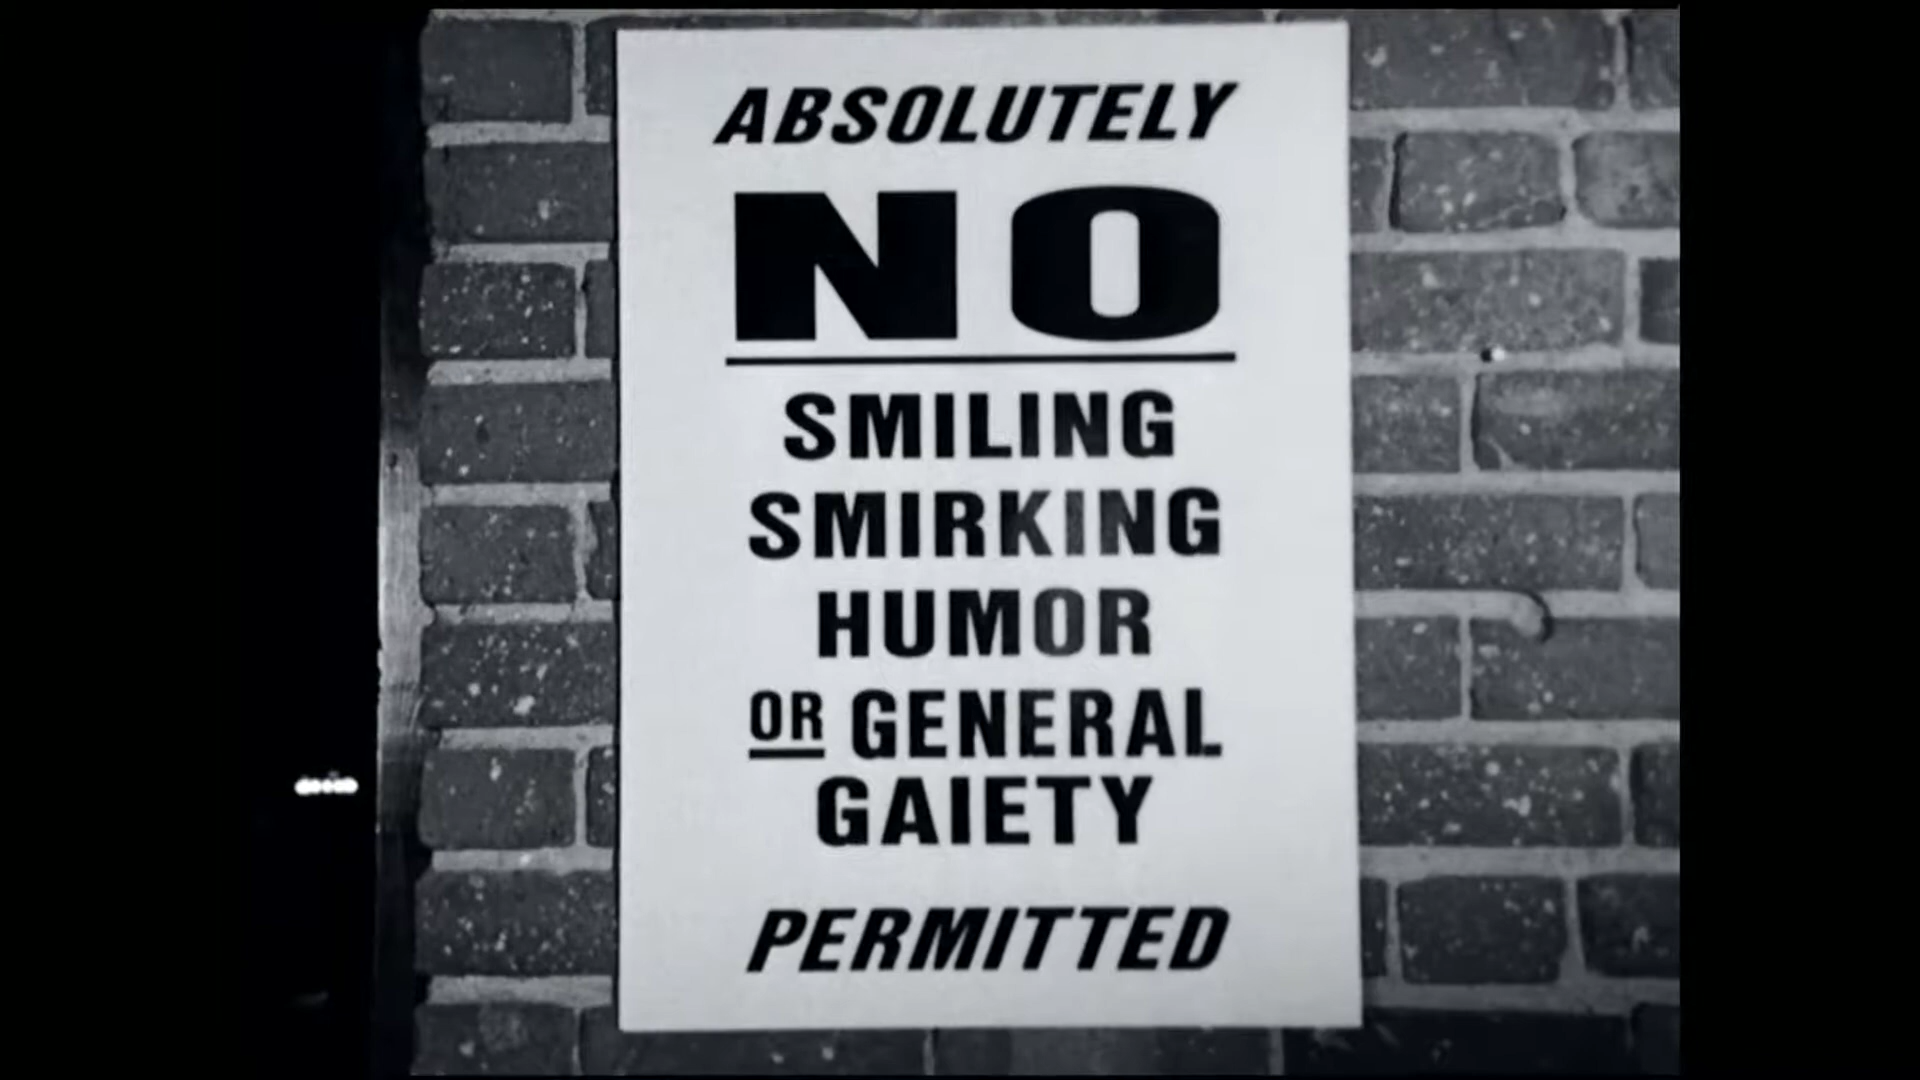 ABSOLUTELY
NO
SMILING
SMIRKING
HUMOR
OR GENERAL
GAIETY
PERMITTED